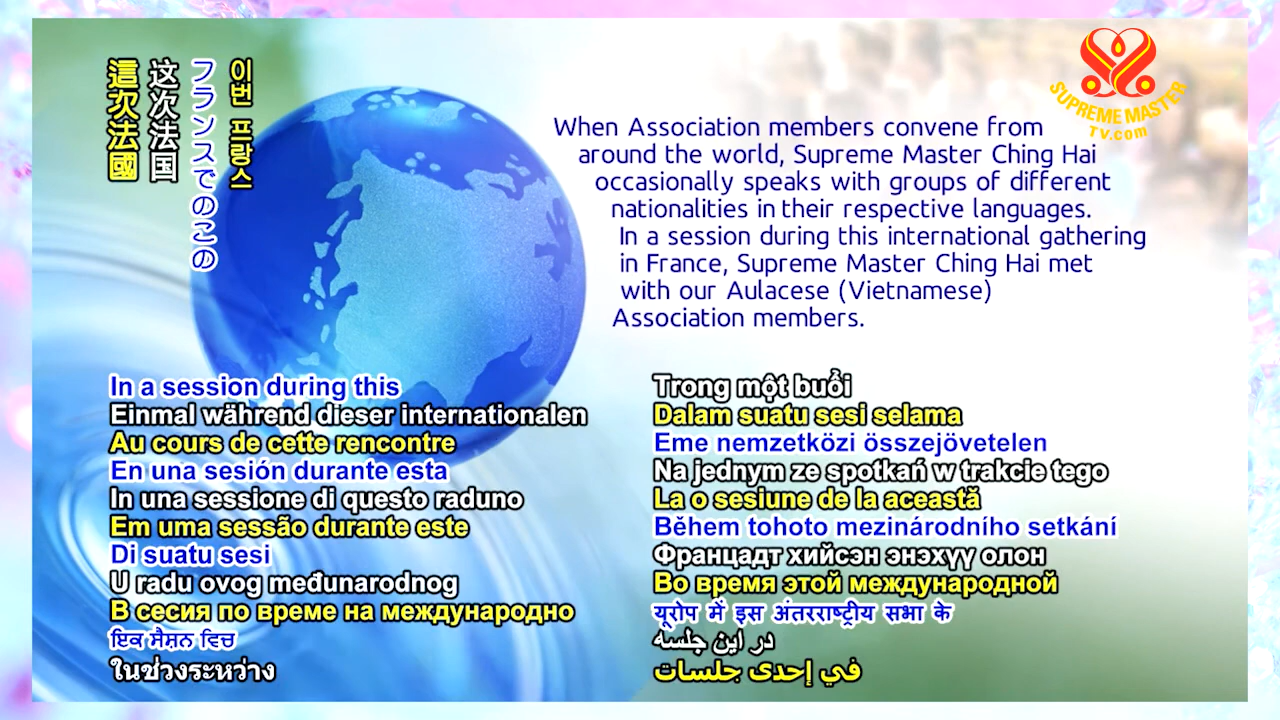 這次法國
这次法国
フランスでのこの
이번 프랑스
SUPREME MASTER
TV.com
When Association members convene from
around the world, Supreme Master Ching Hai
occasionally speaks with groups of different
nationalities in their respective languages.
In a session during this international gathering
in France, Supreme Master Ching Hai met
with our Aulacese (Vietnamese)
Association members.
In a session during this
Einmal während dieser internationalen
Au cours de cette rencontre
En una sesión durante esta
In una sessione di questo raduno
Em uma sessão durante este
Di suatu sesi
U radu ovog međunarodnog
В сесия по време на международно
ਇਕ ਸੈਸ਼ਨ ਵਿਚ
ในช่วงระหว่าง
Trong một buổi
Dalam suatu sesi selama
Eme nemzetközi összejövetelen
Na jednym ze spotkań w trakcie tego
La o sesiune de la această
Během tohoto mezinárodního setkání
Францадт хийсэн энэхүү олон
Во время этой международной
यूरोप में इस अंतरराष्ट्रीय सभा के
در این جلسه
في إحدى جلسات